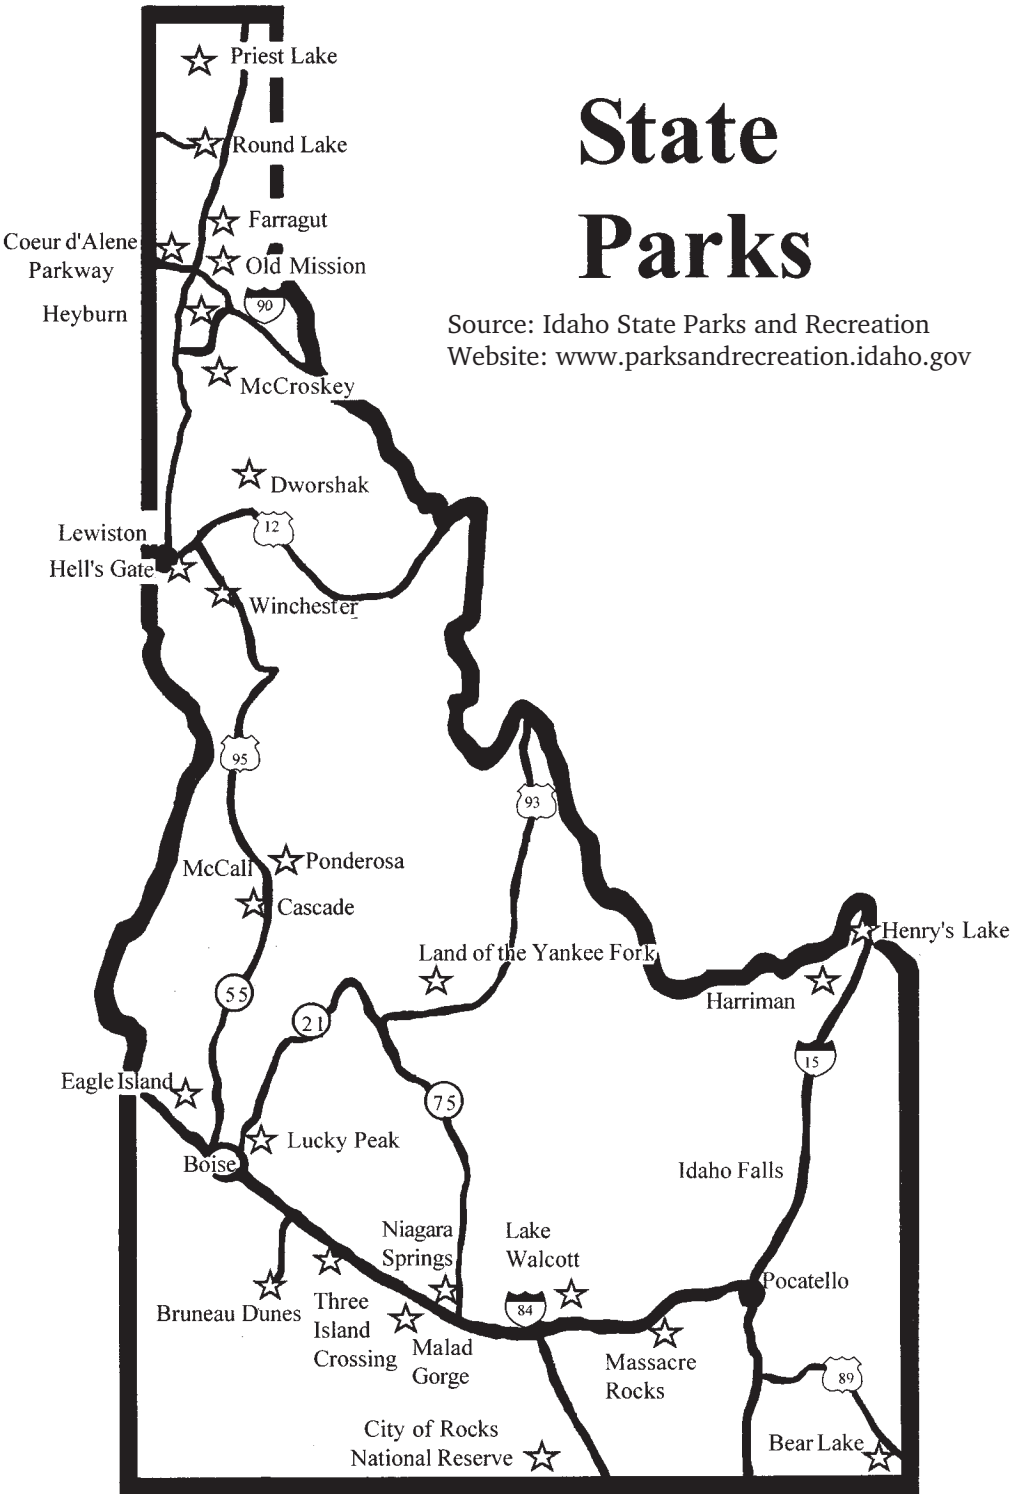 Priest Lake
State
Parks
Round Lake
Farragut
Coeur d'Alene
Parkway
Old Mission
90
Heyburn
Source: Idaho State Parks and Recreation
Website: www.parksandrecreation.idaho.gov
McCroskey
Dworshak
Lewiston
12
Hell's Gate
Winchester
95
93
McCall
Ponderosa
Cascade
Henry's Lake
Land of the Yankee Fork
Harriman
55
21
15
Eagle Island
75
Lucky Peak
Boise
Idaho Falls
Niagara
Springs
Lake
Walcott
Pocatello
Bruneau Dunes
Three
Island
Crossing
84
Malad
Gorge
Massacre
Rocks
89
City of Rocks
National Reserve
Bear Lake